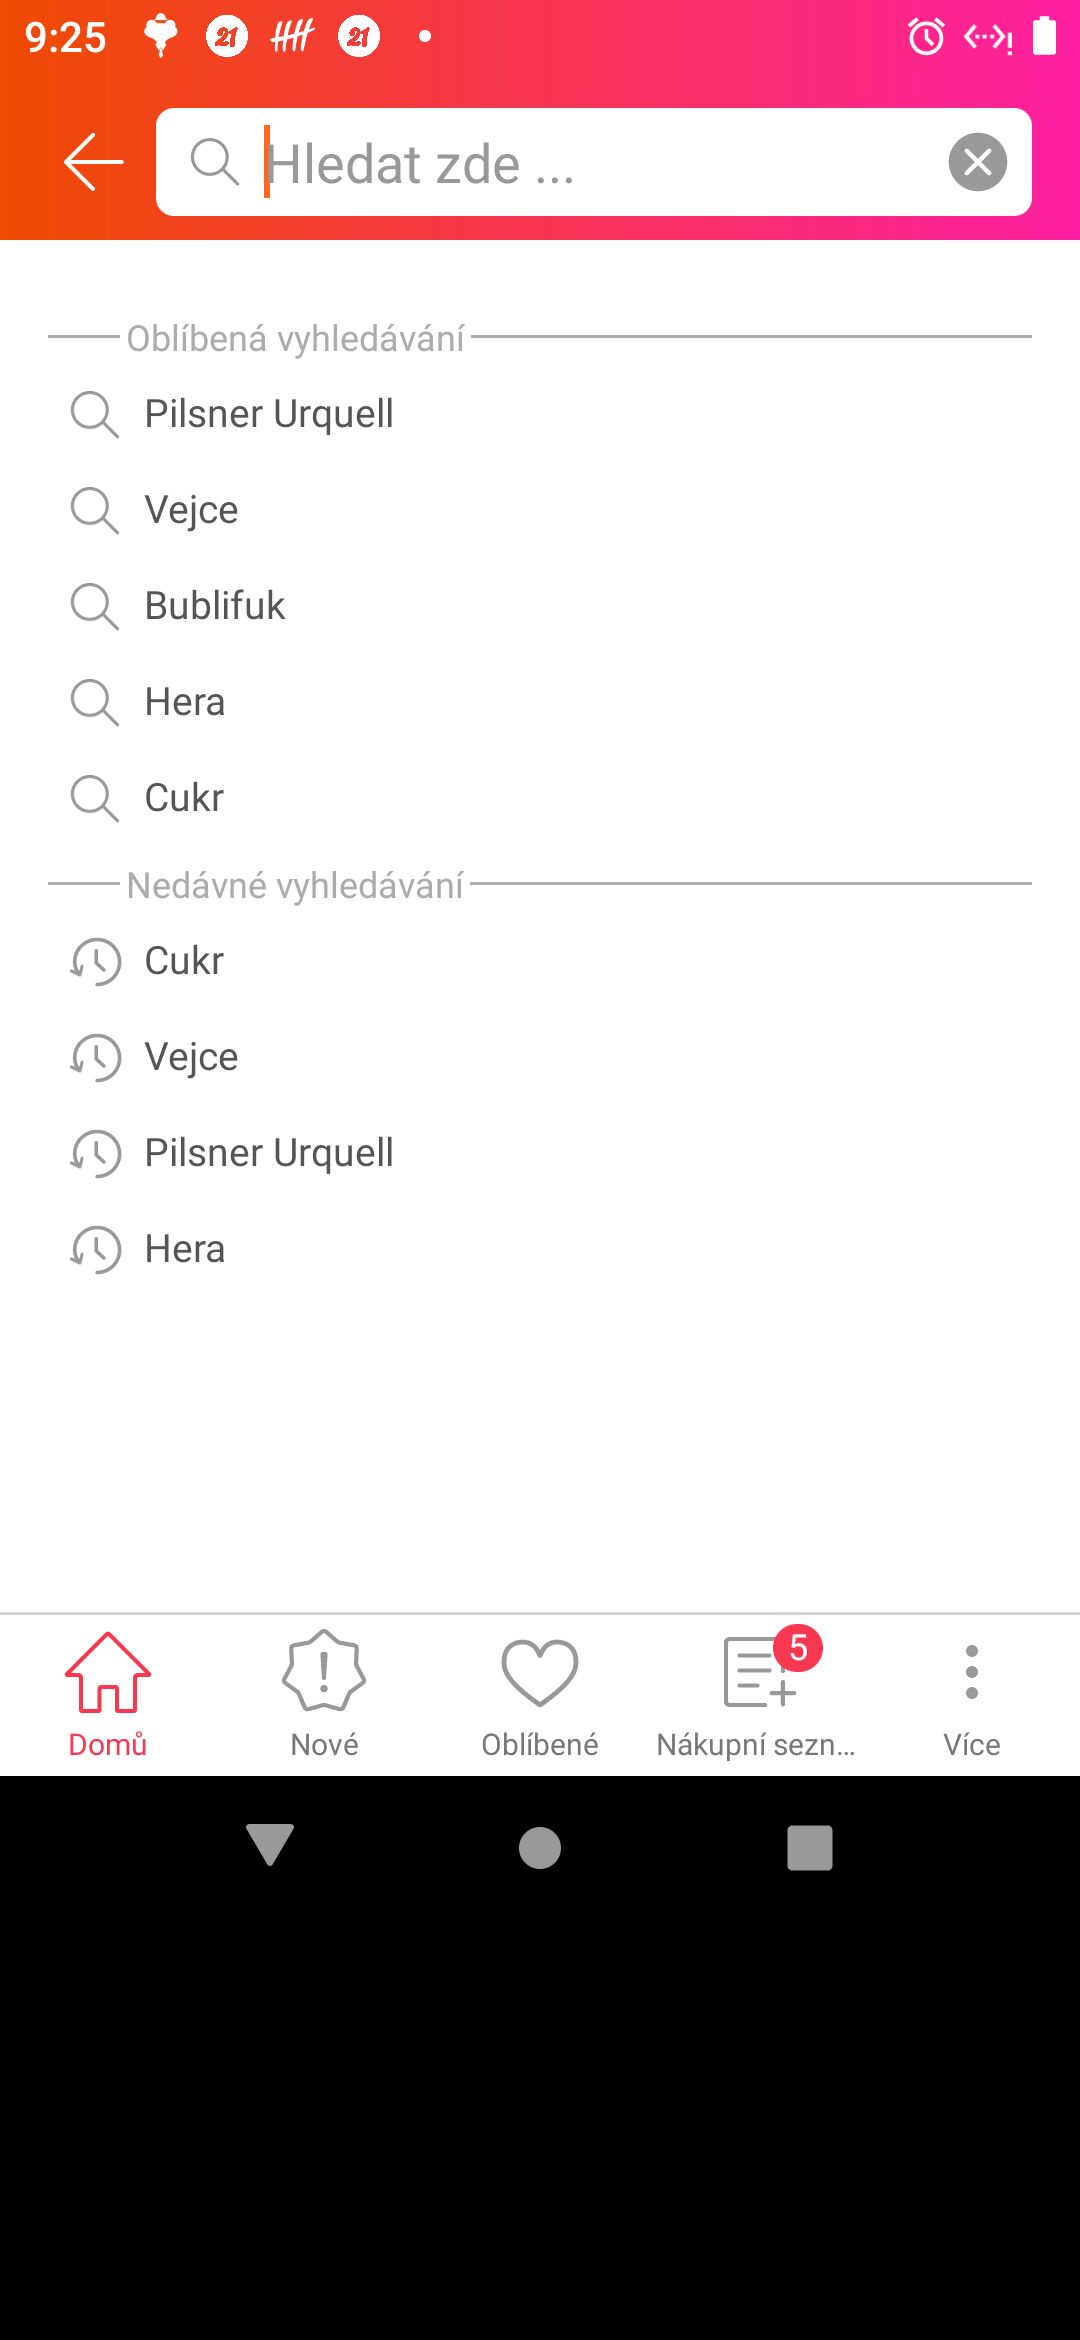 9:25
21
21
Hledat zde ...
Oblíbená vyhledávání
Pilsner Urquell
Vejce
Bublifuk
Hera
Cukr
Nedávné vyhledávání
Cukr
Vejce
Pilsner Urquell
Hera
5
Domů
Nové
Oblíbené
Nákupní sezn...
Více